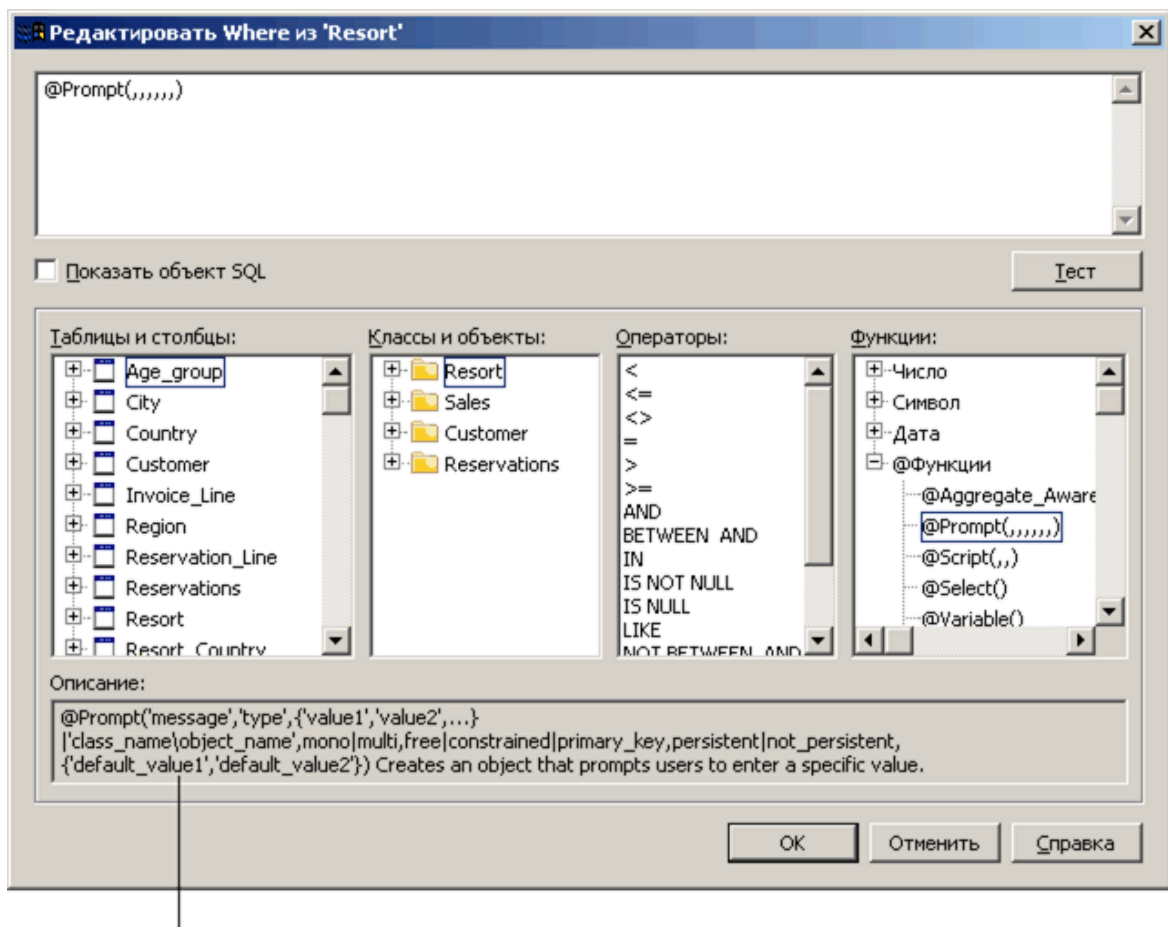 Редактировать Where из 'Resort'
@Prompt(,,,,,,)
Показать объект SQL
Тест
Таблицы и столбцы:
Age_group
City
Country
Customer
Invoice_Line
Region
Reservation_Line
Reservations
Resort
Resort_Country
Классы и объекты:
Resort
Sales
Customer
Reservations
Операторы:
<
<=
<>
=
>
>=
AND
BETWEEN AND
IN
IS NOT NULL
IS NULL
LIKE
NOT BETWEEN AND
Функции:
Число
Символ
Дата
@Функции
@Aggregate_Aware
@Prompt(,,,,,,)
@Script(,,)
@Select()
@Variable()
Описание:
@Prompt('message','type',{'value1','value2',...}
|'class_name\object_name',mono|multi,free|constrained|primary_key,persistent|not_persistent,
{'default_value1','default_value2'}) Creates an object that prompts users to enter a specific value.
OK
Отменить
Справка